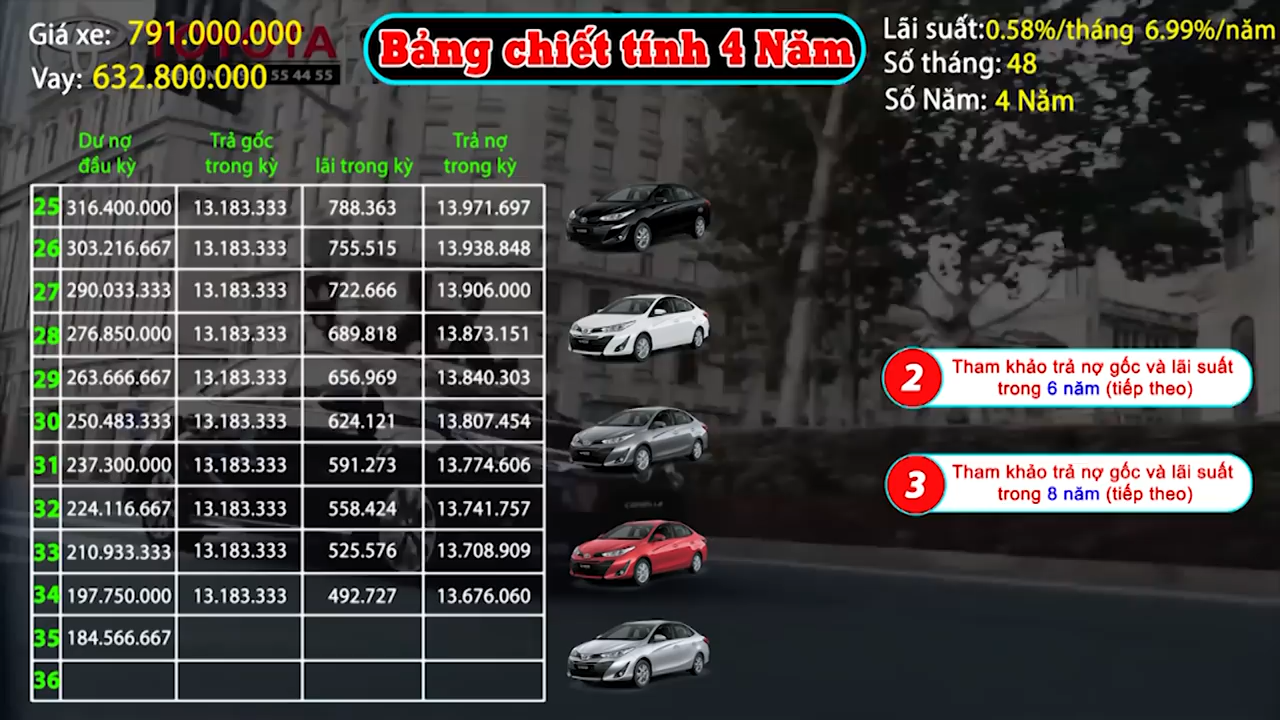 Giá xe: 791.000.000
Vay: 632.800.000
TOYOTA
55 44 55
Bảng chiết tính 4 Năm
Lãi suất:0.58%/tháng 6.99%/năm
Số tháng: 48
Số Năm: 4 Năm
Dư nợ đầu kỳ Trả gốc trong kỳ lãi trong kỳ Trả nợ trong kỳ
25 316.400.000 13.183.333 788.363 13.971.697
26 303.216.667 13.183.333 755.515 13.938.848
27 290.033.333 13.183.333 722.666 13.906.000
28 276.850.000 13.183.333 689.818 13.873.151
29 263.666.667 13.183.333 656.969 13.840.303
30 250.483.333 13.183.333 624.121 13.807.454
31 237.300.000 13.183.333 591.273 13.774.606
32 224.116.667 13.183.333 558.424 13.741.757
33 210.933.333 13.183.333 525.576 13.708.909
34 197.750.000 13.183.333 492.727 13.676.060
35 184.566.667
36
2 Tham khảo trả nợ gốc và lãi suất
trong 6 năm (tiếp theo)
3 Tham khảo trả nợ gốc và lãi suất
trong 8 năm (tiếp theo)